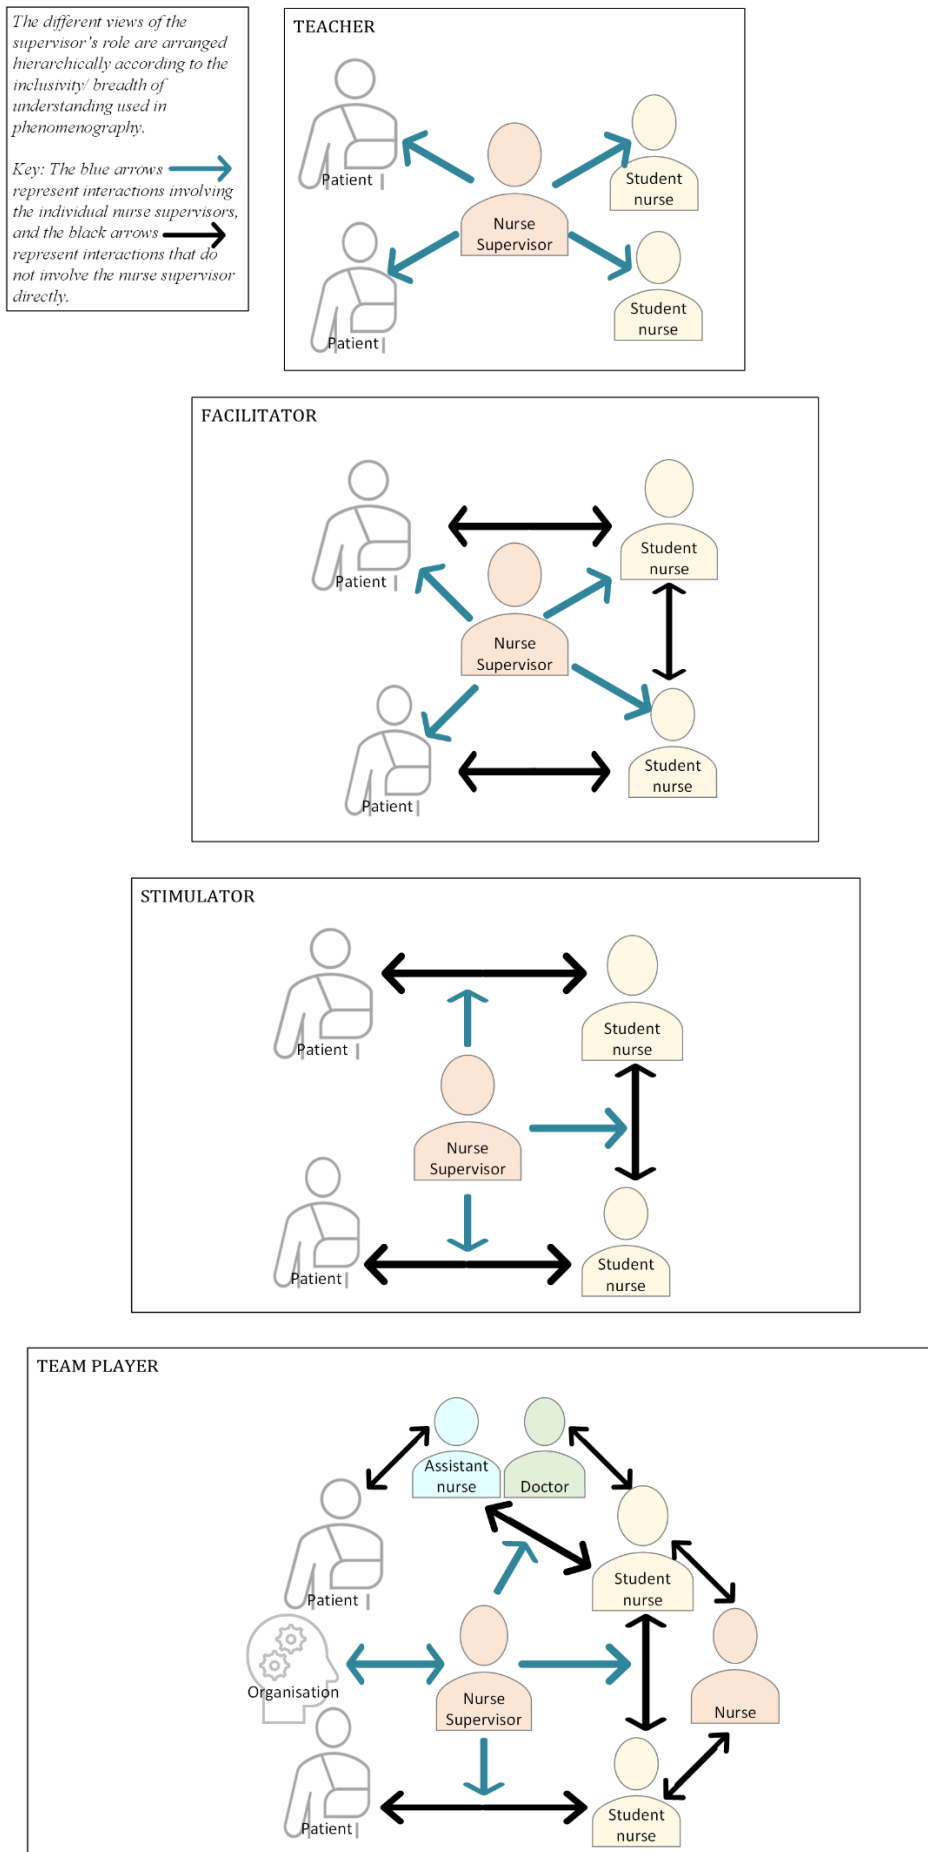 The different views of the
supervisor's role are arranged
hierarchically according to the
inclusivity/ breadth of
understanding used in
phenomenography.
Key: The blue arrows
represent interactions involving
the individual nurse supervisors,
and the black arrows
represent interactions that do
not involve the nurse supervisor
directly.
TEACHER
Patient
Student
nurse
Nurse
Supervisor
Patient
Student
nurse
FACILITATOR
Patient
Student
nurse
Nurse
Supervisor
Patient
Student
nurse
STIMULATOR
Patient
Student
nurse
Nurse
Supervisor
Patient
Student
nurse
TEAM PLAYER
Assistant
nurse
Doctor
Patient
Student
nurse
Organisation
Nurse
Supervisor
Nurse
Patient
Student
nurse